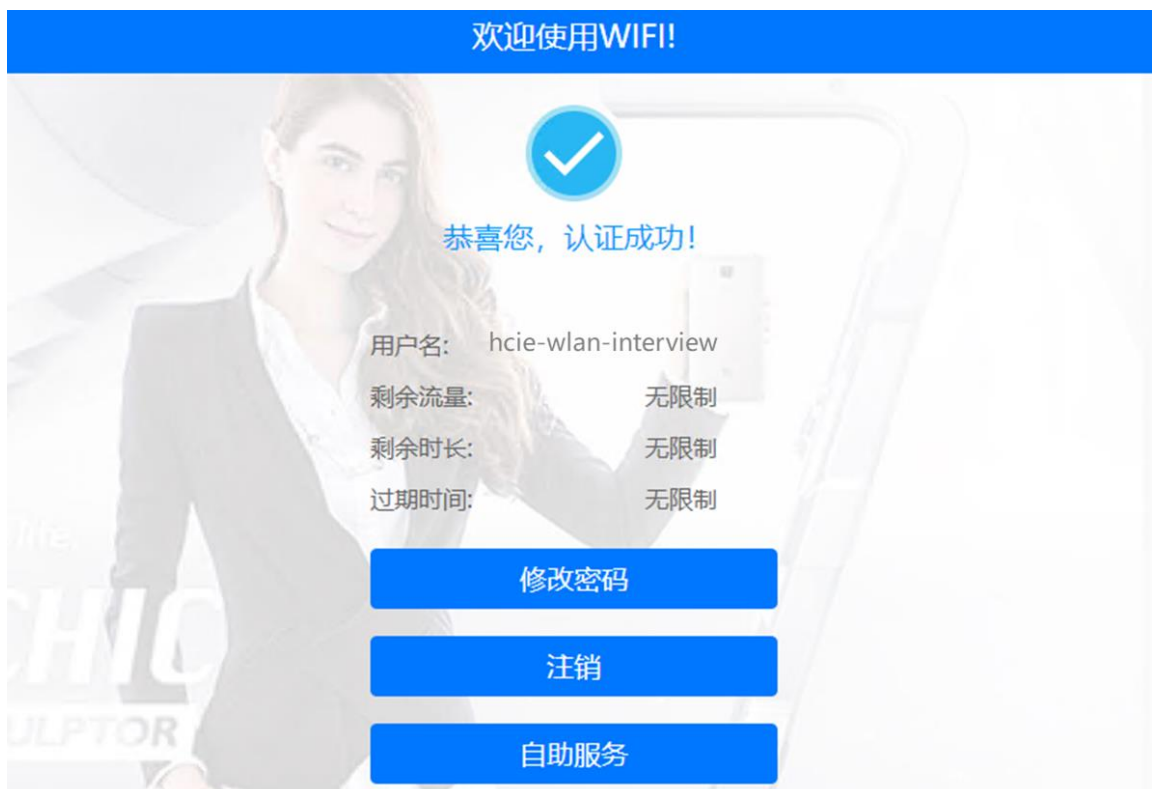 欢迎使用WIFI!
恭喜您，认证成功!
用户名: hcie-wlan-interview
剩余流量: 无限制
剩余时长: 无限制
过期时间: 无限制
修改密码
life.
CHIC
注销
ULPTOR
自助服务